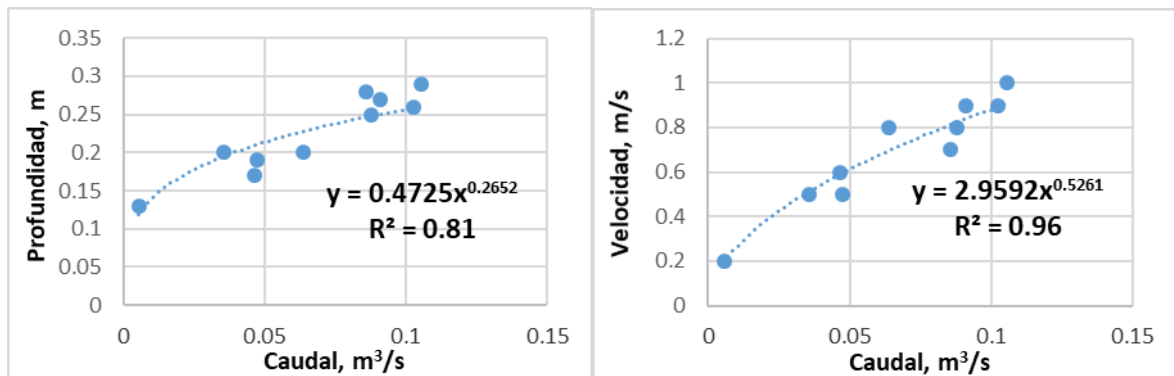 Profundidad, m
0.35
0.3
0.25
0.2
0.15
0.1
0.05
0
y = 0.4725x^0.2652
R² = 0.81
0 0.05 0.1 0.15
Caudal, m³/s
Velocidad, m/s
1.2
1
0.8
0.6
0.4
0.2
0
y = 2.9592x^0.5261
R² = 0.96
0 0.05 0.1 0.15
Caudal, m³/s